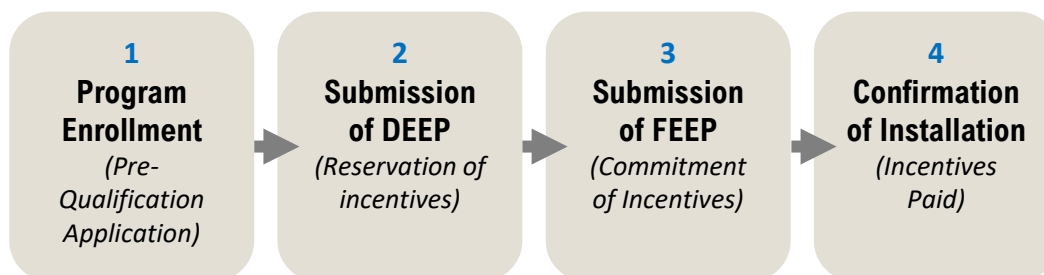 1
Program
Enrollment
(Pre-
Qualification
Application)
2
Submission
of DEEP
(Reservation of
incentives)
3
Submission
of FEEP
(Commitment
of Incentives)
4
Confirmation
of Installation
(Incentives
Paid)